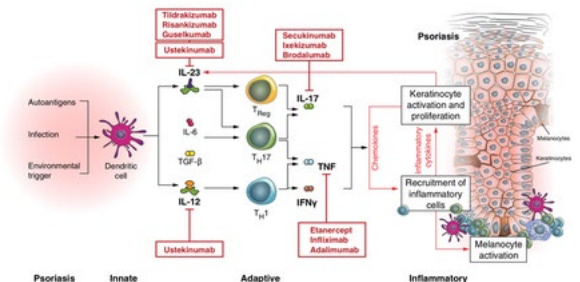 Tildrakizumab
Risankizumab
Guselkumab
Ustekinumab
IL-23
Secukinumab
Ixekizumab
Brodalumab
Psoriasis
Autoantigens
Infection
Environmental
trigger
Dendritic
cell
IL-6
TGF-β
IL-12
Ustekinumab
TReg
TH17
TH1
IL-17
TNF
IFNγ
Etanercept
Infliximab
Adalimumab
Chemokines
Inflammatory
cytokines
Keratinocyte
activation and
proliferation
Recruitment of
inflammatory
cells
Melanocyte
activation
Melanocytes
Keratinocytes
Psoriasis
Innate
Adaptive
Inflammatory